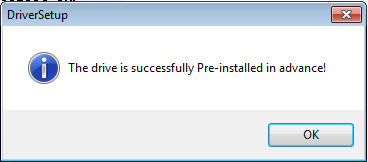 DriverSetup
The drive is successfully Pre-installed in advance!
OK